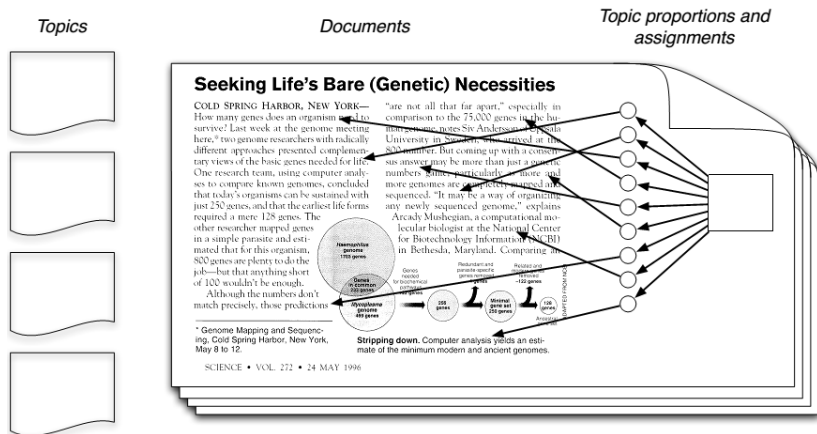 Topics
Documents
Topic proportions and
assignments
Seeking Life's Bare (Genetic) Necessities
COLD SPRING HARBOR, NEW YORK—
How many genes does an organism need to
survive? Last week at the genome meeting
here,* two genome researchers with radically
different approaches presented complemen-
tary views of the basic genes needed for life.
One research team, using computer analy-
ses to compare known genomes, concluded
that today's organisms can be sustained with
just 250 genes, and that the earliest life forms
required a mere 128 genes. The
other researcher mapped genes
in a simple parasite and esti-
mated that for this organism,
800 genes are plenty to do the
job—but that anything short
of 100 wouldn't be enough.
Although the numbers don't
match precisely, those predictions
* Genome Mapping and Sequenc-
ing, Cold Spring Harbor, New York,
May 8 to 12.
"are not all that far apart," especially in
comparison to the 75,000 genes in the hu-
man genome, notes Siv Andersson of Uppsala
University in Sweden, who arrived at the
800 number. But coming up with a consen-
sus answer may be more than just a genetic
numbers game, particularly as more and
more genomes are completely mapped and
sequenced. "It may be a way of organizing
any newly sequenced genome," explains
Arcady Mushegian, a computational mo-
lecular biologist at the National Center
for Biotechnology Information (NCBI)
in Bethesda, Maryland. Comparing an
Haemophilus
genome
1703 genes
Genes
in common
233 genes
Mycoplasma
genome
469 genes
Genes
needed
for biochemical
pathways
256
genes
Redundant and
parasite-specific
genes removed
Minimal
gene set
250 genes
Related and
genes removed
–122 genes
128
genes
Ancestral
gene set
ADAPTED FROM NCBI
Stripping down. Computer analysis yields an esti-
mate of the minimum modern and ancient genomes.
SCIENCE • VOL. 272 • 24 MAY 1996